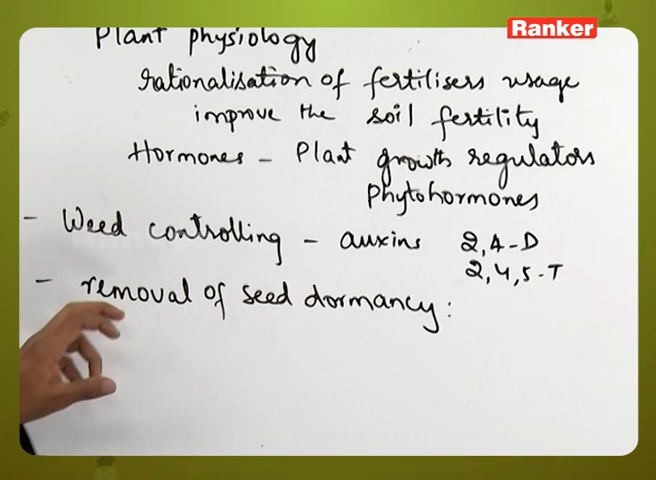 Ranker
Plant physiology
rationalisation of fertilisers usage
improve the soil fertility
Hormones - Plant growth regulators
Phytohormones
- Weed controlling - auxins 2,4-D
2,4,5-T
- removal of seed dormancy: